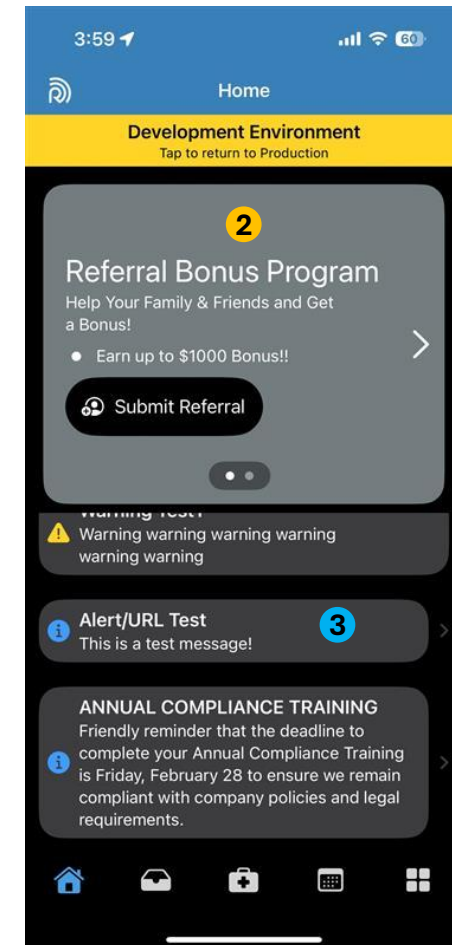 3:59
60
Home
Development Environment
Tap to return to Production
2
Referral Bonus Program
Help Your Family & Friends and Get
a Bonus!
Earn up to $1000 Bonus!!
Submit Referral
Warning Test1
Warning warning warning warning
warning warning
Alert/URL Test
3
This is a test message!
ANNUAL COMPLIANCE TRAINING
Friendly reminder that the deadline to
complete your Annual Compliance Training
is Friday, February 28 to ensure we remain
compliant with company policies and legal
requirements.